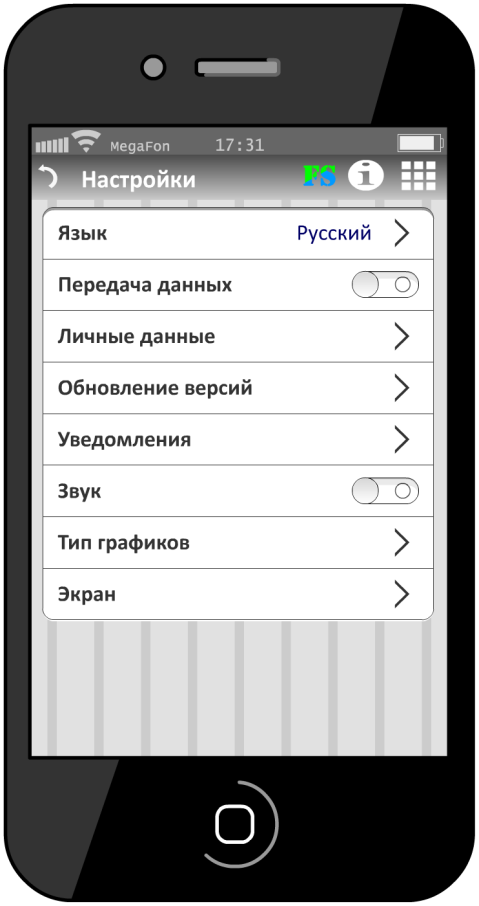 MegaFon 17:31
Настройки FS i
Язык Русский
Передача данных
Личные данные
Обновление версий
Уведомления
Звук
Тип графиков
Экран